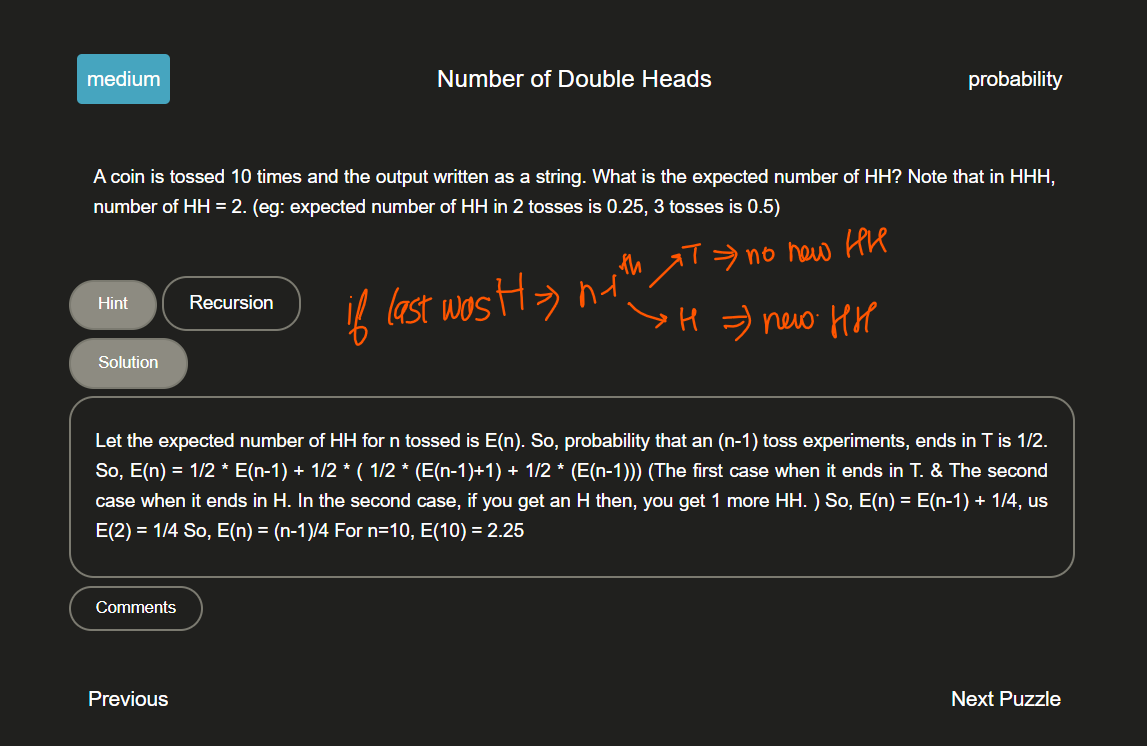 medium
Number of Double Heads
probability
A coin is tossed 10 times and the output written as a string. What is the expected number of HH? Note that in HHH,
number of HH = 2. (eg: expected number of HH in 2 tosses is 0.25, 3 tosses is 0.5)
T ⇒ no new HH
if last was H ⇒ nth
H ⇒ new HH
Hint
Recursion
Solution
Let the expected number of HH for n tossed is E(n). So, probability that an (n-1) toss experiments, ends in T is 1/2.
So, E(n) = 1/2 * E(n-1) + 1/2 * ( 1/2 * (E(n-1)+1) + 1/2 * (E(n-1))) (The first case when it ends in T. & The second
case when it ends in H. In the second case, if you get an H then, you get 1 more HH. ) So, E(n) = E(n-1) + 1/4, us
E(2) = 1/4 So, E(n) = (n-1)/4 For n=10, E(10) = 2.25
Comments
Previous
Next Puzzle